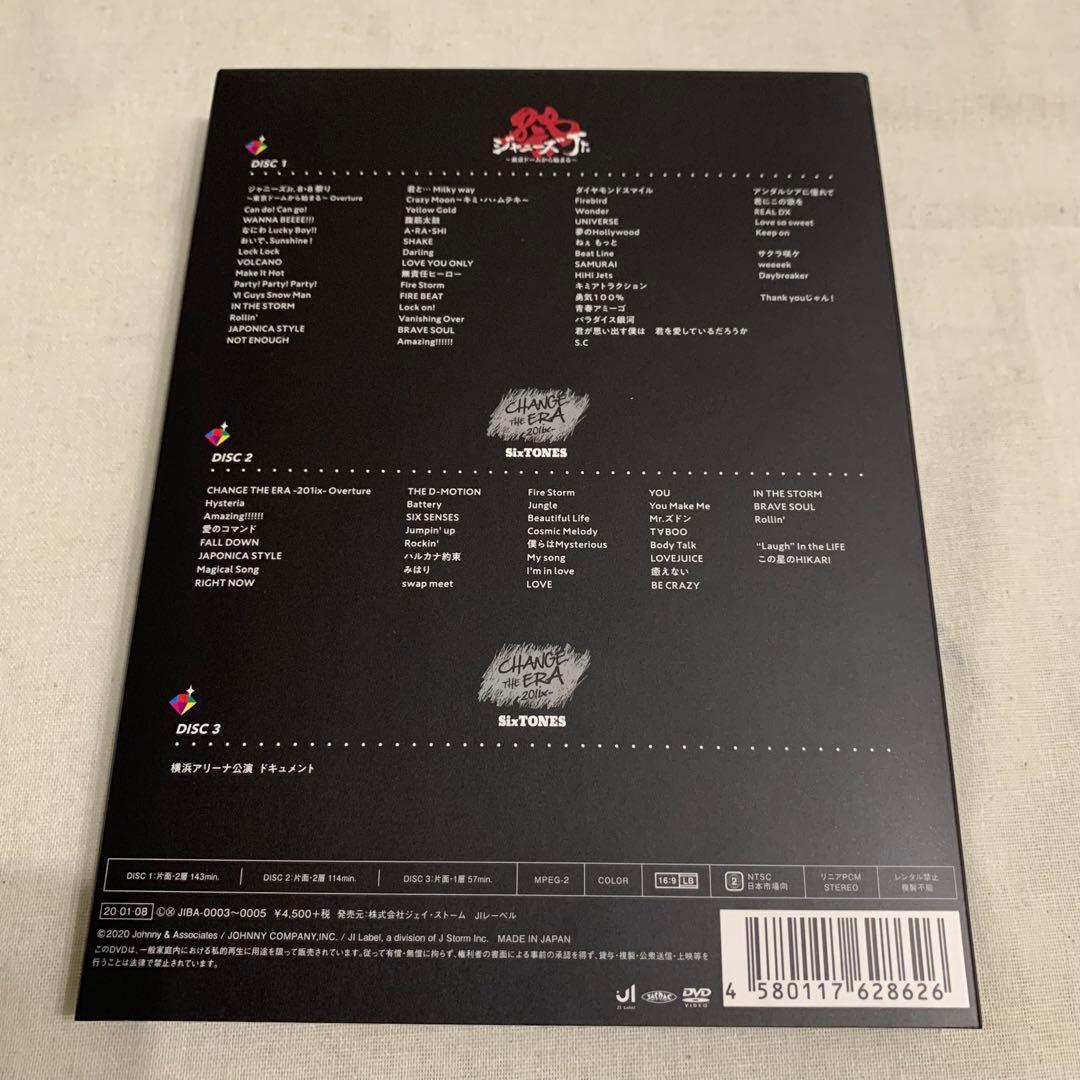 ジャニーズJr.
〜東京ドームから始まる〜
DISC 1
ジャニーズJr. 8・8 祭り
〜東京ドームから始まる〜 Overture
Can do! Can go!
WANNA BEEEE!!!
なにわ Lucky Boy!!
おいで、Sunshine!
Lock Lock
VOLCANO
Make It Hot
Party! Party! Party!
VI Guys Snow Man
IN THE STORM
Rollin'
JAPONICA STYLE
NOT ENOUGH
君と… Milky way
Crazy Moon〜キミ・ハ・ムテキ〜
Yellow Gold
腹筋太鼓
A・RA・SHI
SHAKE
Darling
LOVE YOU ONLY
無責任ヒーロー
Fire Storm
FIRE BEAT
Lock on!
Vanishing Over
BRAVE SOUL
Amazing!!!!!!
ダイヤモンドスマイル
Firebird
Wonder
UNIVERSE
夢のHollywood
ねぇ もっと
Beat Line
SAMURAI
HiHi Jets
キミアトラクション
勇気100%
青春アミーゴ
パラダイス銀河
君が思い出す僕は 君を愛しているだろうか
S.C
アンダルシアに憧れて
君にこの歌を
REAL DX
Love so sweet
Keep on
サクラ咲ケ
weeeek
Daybreaker
Thank youじゃん!
CHANGE
THE ERA
-201ix-
SixTONES
DISC 2
CHANGE THE ERA -201ix- Overture
Hysteria
Amazing!!!!!!
愛のコマンド
FALL DOWN
JAPONICA STYLE
Magical Song
RIGHT NOW
THE D-MOTION
Battery
SIX SENSES
Jumpin' up
Rockin'
ハルカナ約束
みはり
swap meet
Fire Storm
Jungle
Beautiful Life
Cosmic Melody
僕らはMysterious
My song
I'm in love
LOVE
YOU
You Make Me
Mr.ズドン
TYBOO
Body Talk
LOVEJUICE
癒えない
BE CRAZY
IN THE STORM
BRAVE SOUL
Rollin'
"Laugh" In the LIFE
この星のHIKARI
CHANGE
THE ERA
-201ix-
SixTONES
DISC 3
横浜アリーナ公演 ドキュメント
DISC 1:片面・2層 143min. DISC 2:片面・2層 114min. DISC 3:片面・1層 57min. MPEG-2 COLOR 16:9 LB 2 NTSC 日本市場向 リニアPCM STEREO レンタル禁止 複製不能
20・01・08 ⓁⓍ JIBA-0003〜0005 ¥4,500+税 発売元:株式会社ジェイ・ストーム JIレーベル
©2020 Johnny & Associates / JOHNNY COMPANY,INC. / JI Label, a division of J Storm Inc. MADE IN JAPAN
このDVDは、一般家庭内における私的再生に用途を限って販売されています。従って有償・無償に拘らず、権利者の書面による事前の承認を得ず、貸与・複製・公衆送信・上映等を
行うことは法律で禁止されています。
JI Label
DVD VIDEO
4 580117 628626